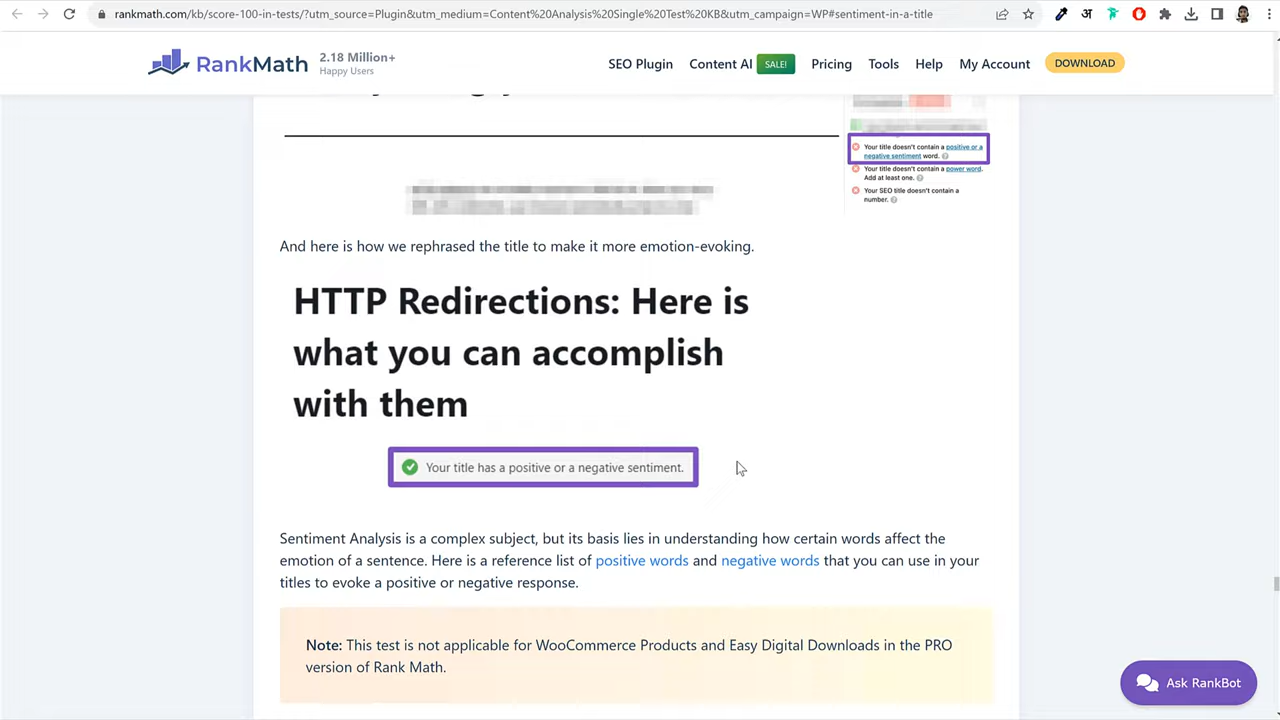 rankmath.com/kb/score-100-in-tests/?utm_source=Plugin&utm_medium=Content%20Analysis%20Single%20Test%20KB&utm_campaign=WP#sentiment-in-a-title
RankMath
2.18 Million+
Happy Users
SEO Plugin
Content AI
SALE!
Pricing
Tools
Help
My Account
DOWNLOAD
Your title doesn't contain a positive or a
negative sentiment word.
Your title doesn't contain a power word.
Add at least one.
Your SEO title doesn't contain a
number.
And here is how we rephrased the title to make it more emotion-evoking.
HTTP Redirections: Here is
what you can accomplish
with them
Your title has a positive or a negative sentiment.
Sentiment Analysis is a complex subject, but its basis lies in understanding how certain words affect the
emotion of a sentence. Here is a reference list of positive words and negative words that you can use in your
titles to evoke a positive or negative response.
Note: This test is not applicable for WooCommerce Products and Easy Digital Downloads in the PRO
version of Rank Math.
Ask RankBot